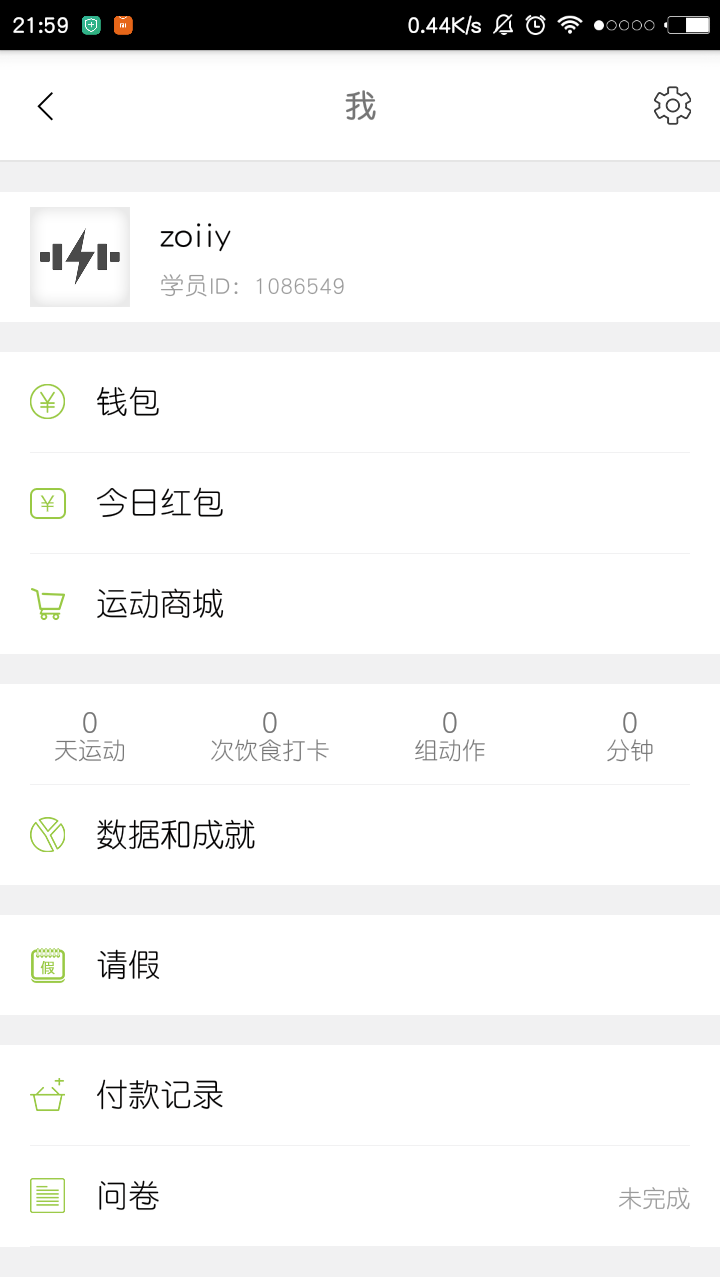 21:59 0.44K/s
我
zoiiy
学员ID：1086549
¥ 钱包
¥ 今日红包
运动商城
0 0 0 0
天运动 次饮食打卡 组动作 分钟
数据和成就
假 请假
付款记录
问卷 未完成